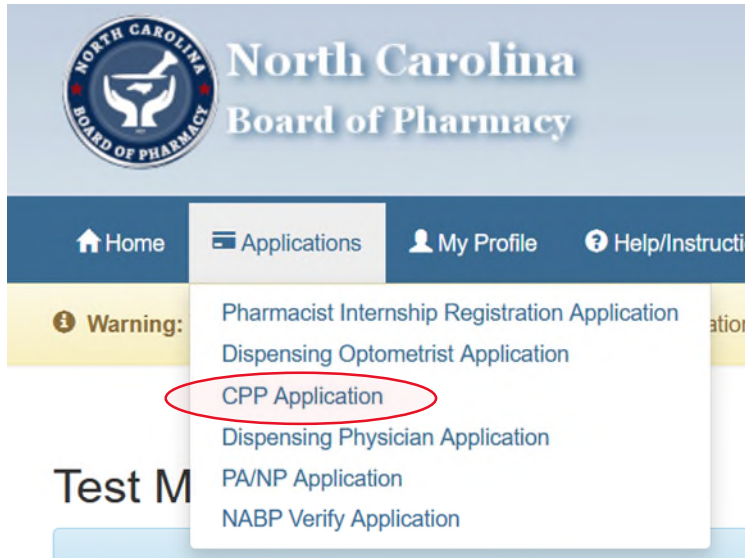 NORTH CAROLINA
BOARD OF PHARMACY
North Carolina
Board of Pharmacy
Home
Applications
My Profile
Help/Instructi
Warning:
ation
Pharmacist Internship Registration Application
Dispensing Optometrist Application
CPP Application
Dispensing Physician Application
PA/NP Application
NABP Verify Application
Test M